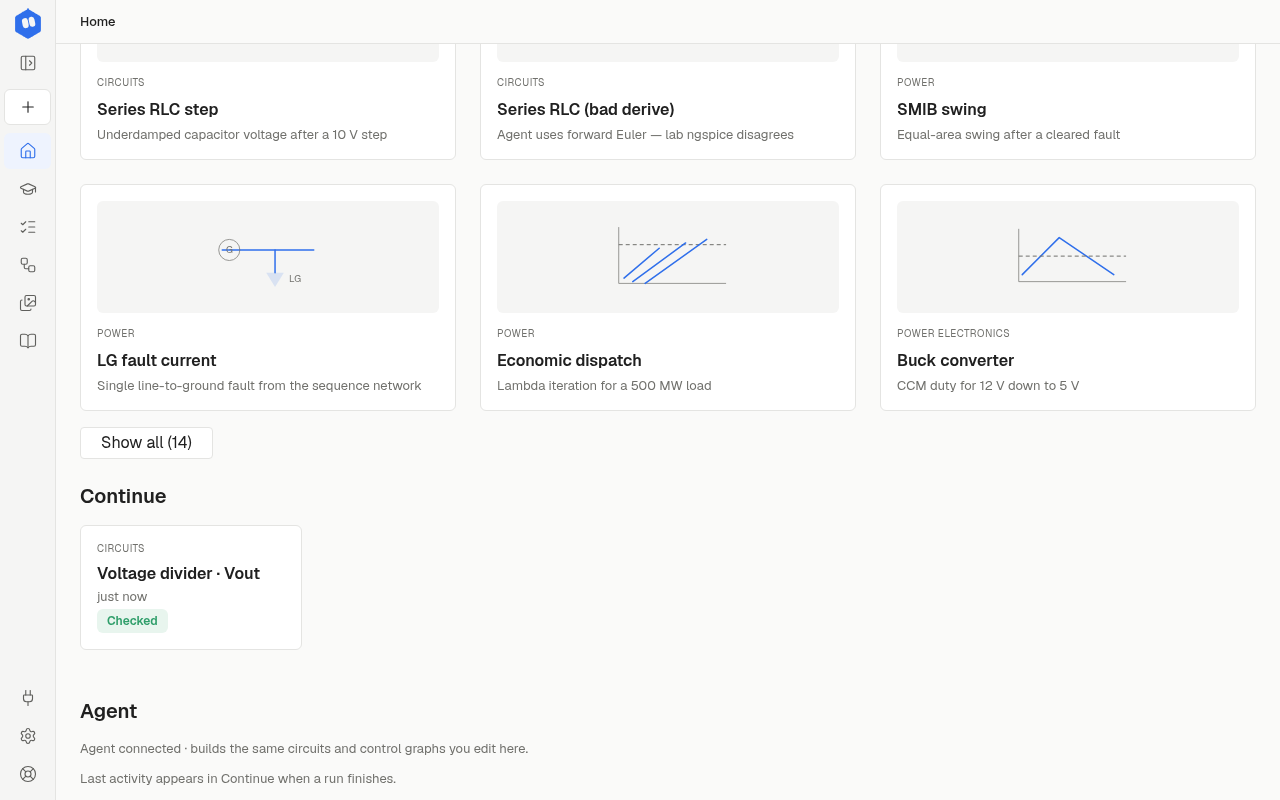 Home
CIRCUITS
Series RLC step
Underdamped capacitor voltage after a 10 V step
CIRCUITS
Series RLC (bad derive)
Agent uses forward Euler — lab ngspice disagrees
POWER
SMIB swing
Equal-area swing after a cleared fault
G
LG
POWER
LG fault current
Single line-to-ground fault from the sequence network
POWER
Economic dispatch
Lambda iteration for a 500 MW load
POWER ELECTRONICS
Buck converter
CCM duty for 12 V down to 5 V
Show all (14)
Continue
CIRCUITS
Voltage divider · Vout
just now
Checked
Agent
Agent connected · builds the same circuits and control graphs you edit here.
Last activity appears in Continue when a run finishes.